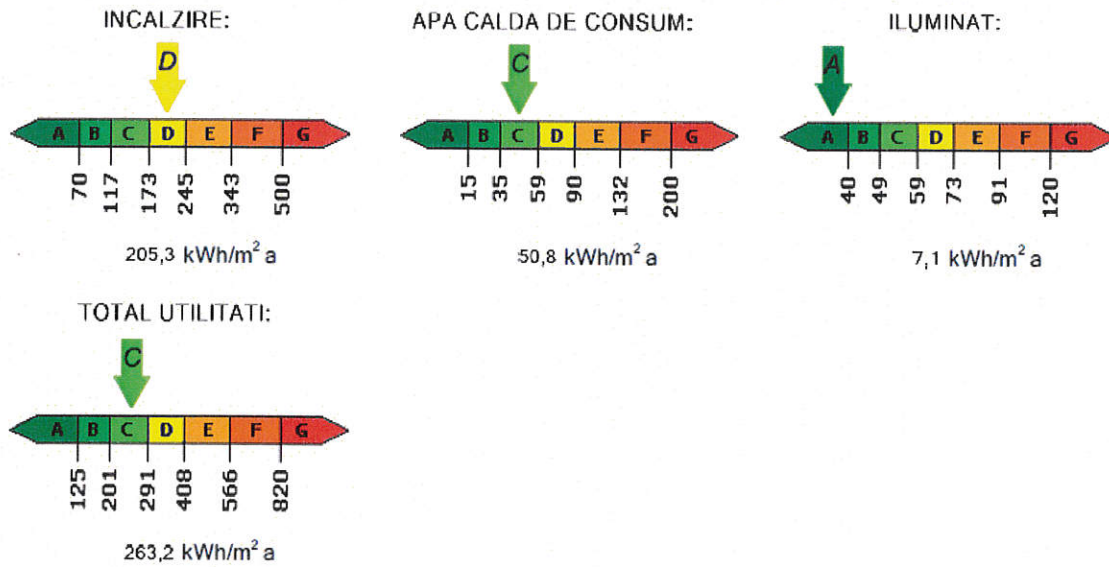 INCALZIRE:
D
A B C D E F G
70 117 173 245 343 500
205,3 kWh/m² a
APA CALDA DE CONSUM:
C
A B C D E F G
15 35 59 90 132 200
50,8 kWh/m² a
ILUMINAT:
A
A B C D E F G
40 49 59 73 91 120
7,1 kWh/m² a
TOTAL UTILITATI:
C
A B C D E F G
125 201 291 408 566 820
263,2 kWh/m² a